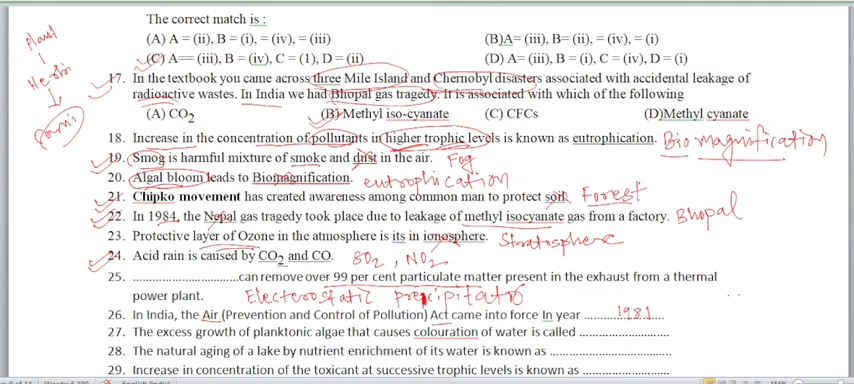 The correct match is :
(A) A = (ii), B = (i), = (iv), = (iii) (B)A= (iii), B= (ii), = (iv), = (i)
(C) A== (iii), B = (iv), C = (1), D = (ii) (D) A= (iii), B = (i), C = (iv), D = (i)
Plant
17. In the textbook you came across three Mile Island and Chernobyl disasters associated with accidental leakage of
radioactive wastes. In India we had Bhopal gas tragedy. It is associated with which of the following
(A) CO2 (B) Methyl iso-cyanate (C) CFCs (D)Methyl cyanate
18. Increase in the concentration of pollutants in higher trophic levels is known as eutrophication. Bio magnification
19. Smog is harmful mixture of smoke and dust in the air. Fog
20. Algal bloom leads to Biomagnification. eutrophication
21. Chipko movement has created awareness among common man to protect soil. Forest
22. In 1984, the Nepal gas tragedy took place due to leakage of methyl isocyanate gas from a factory. Bhopal
23. Protective layer of Ozone in the atmosphere is its in ionosphere. Stratosphere
24. Acid rain is caused by CO2 and CO. SO2, NO2
25. ..............................can remove over 99 per cent particulate matter present in the exhaust from a thermal
power plant. Electerostatic precipitator
26. In India, the Air (Prevention and Control of Pollution) Act came into force In year ......1981......
27. The excess growth of planktonic algae that causes colouration of water is called ..........................
28. The natural aging of a lake by nutrient enrichment of its water is known as ...................................
29. Increase in concentration of the toxicant at successive trophic levels is known as ..........................